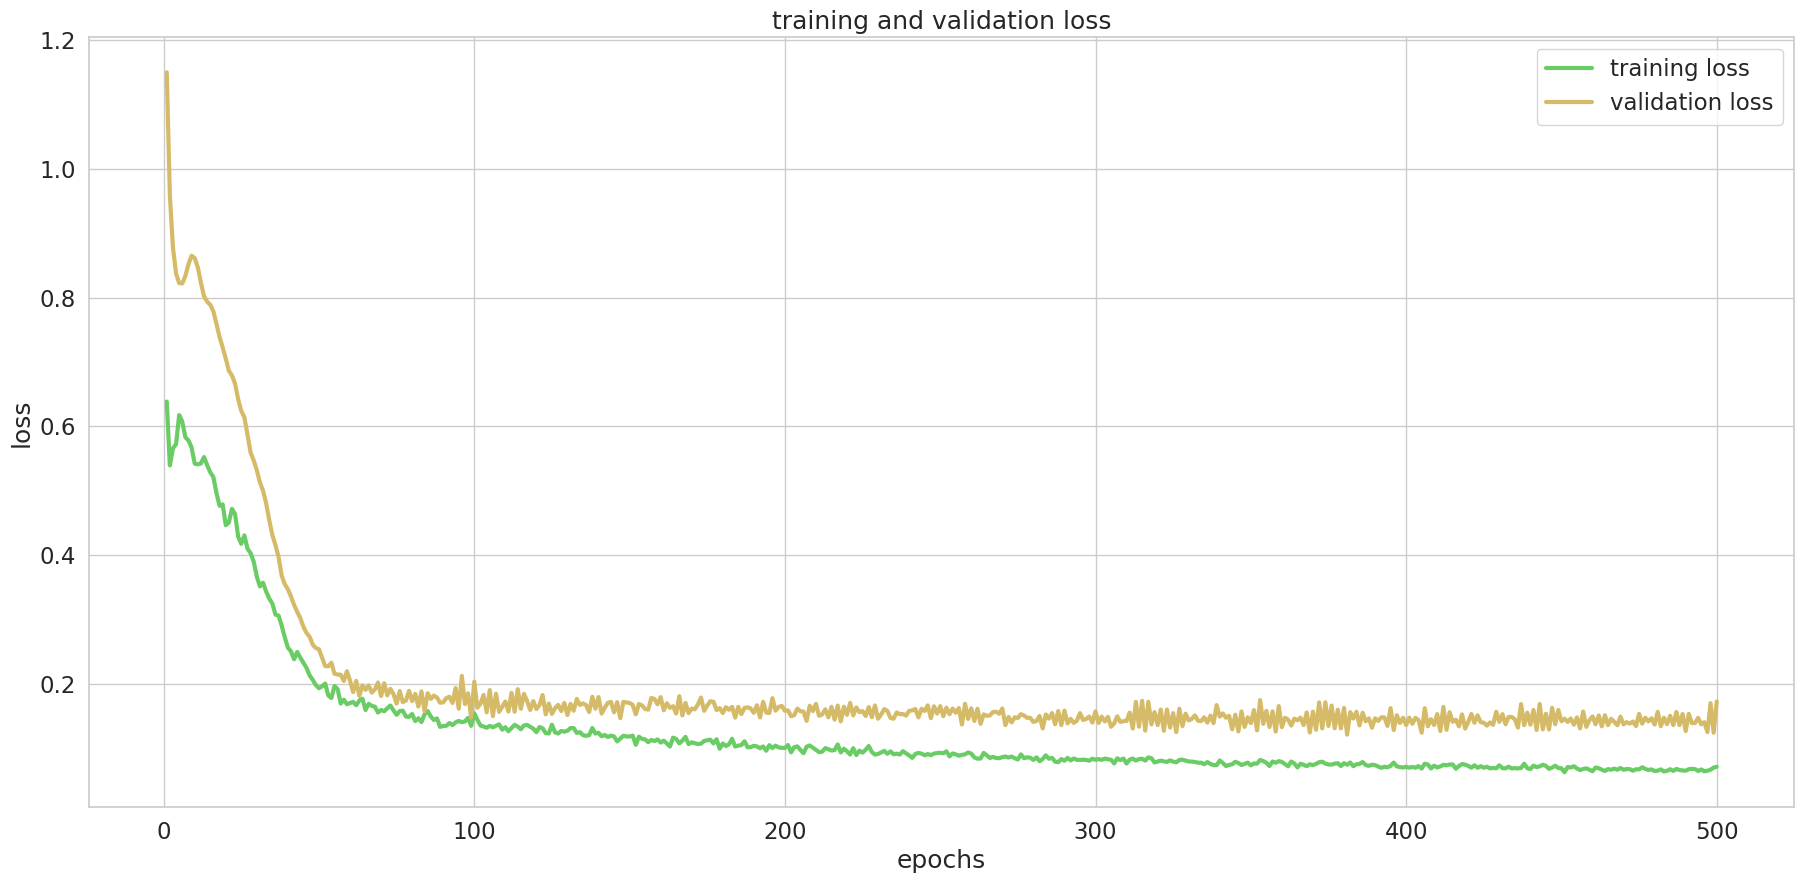 training and validation loss
1.2
1.0
0.8
0.6
0.4
0.2
loss
training loss
validation loss
0 100 200 300 400 500
epochs